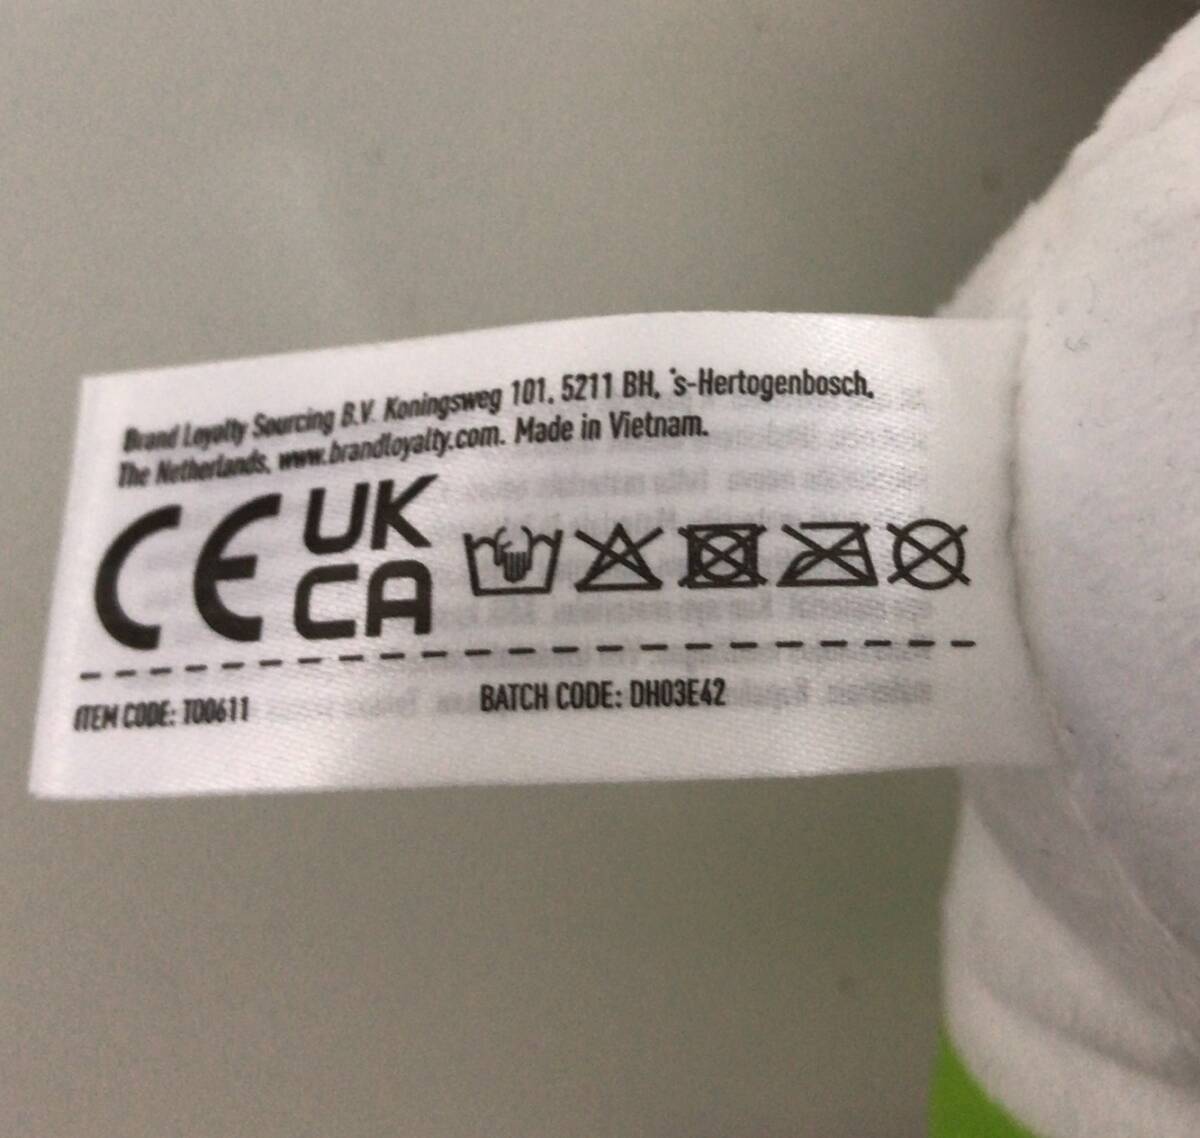 Brand Loyalty Sourcing B.V. Koningsweg 101, 5211 BH, 's-Hertogenbosch,
The Netherlands, www.brandloyalty.com. Made in Vietnam.
CE UK
CA
ITEM CODE: T00611 BATCH CODE: DH03E42